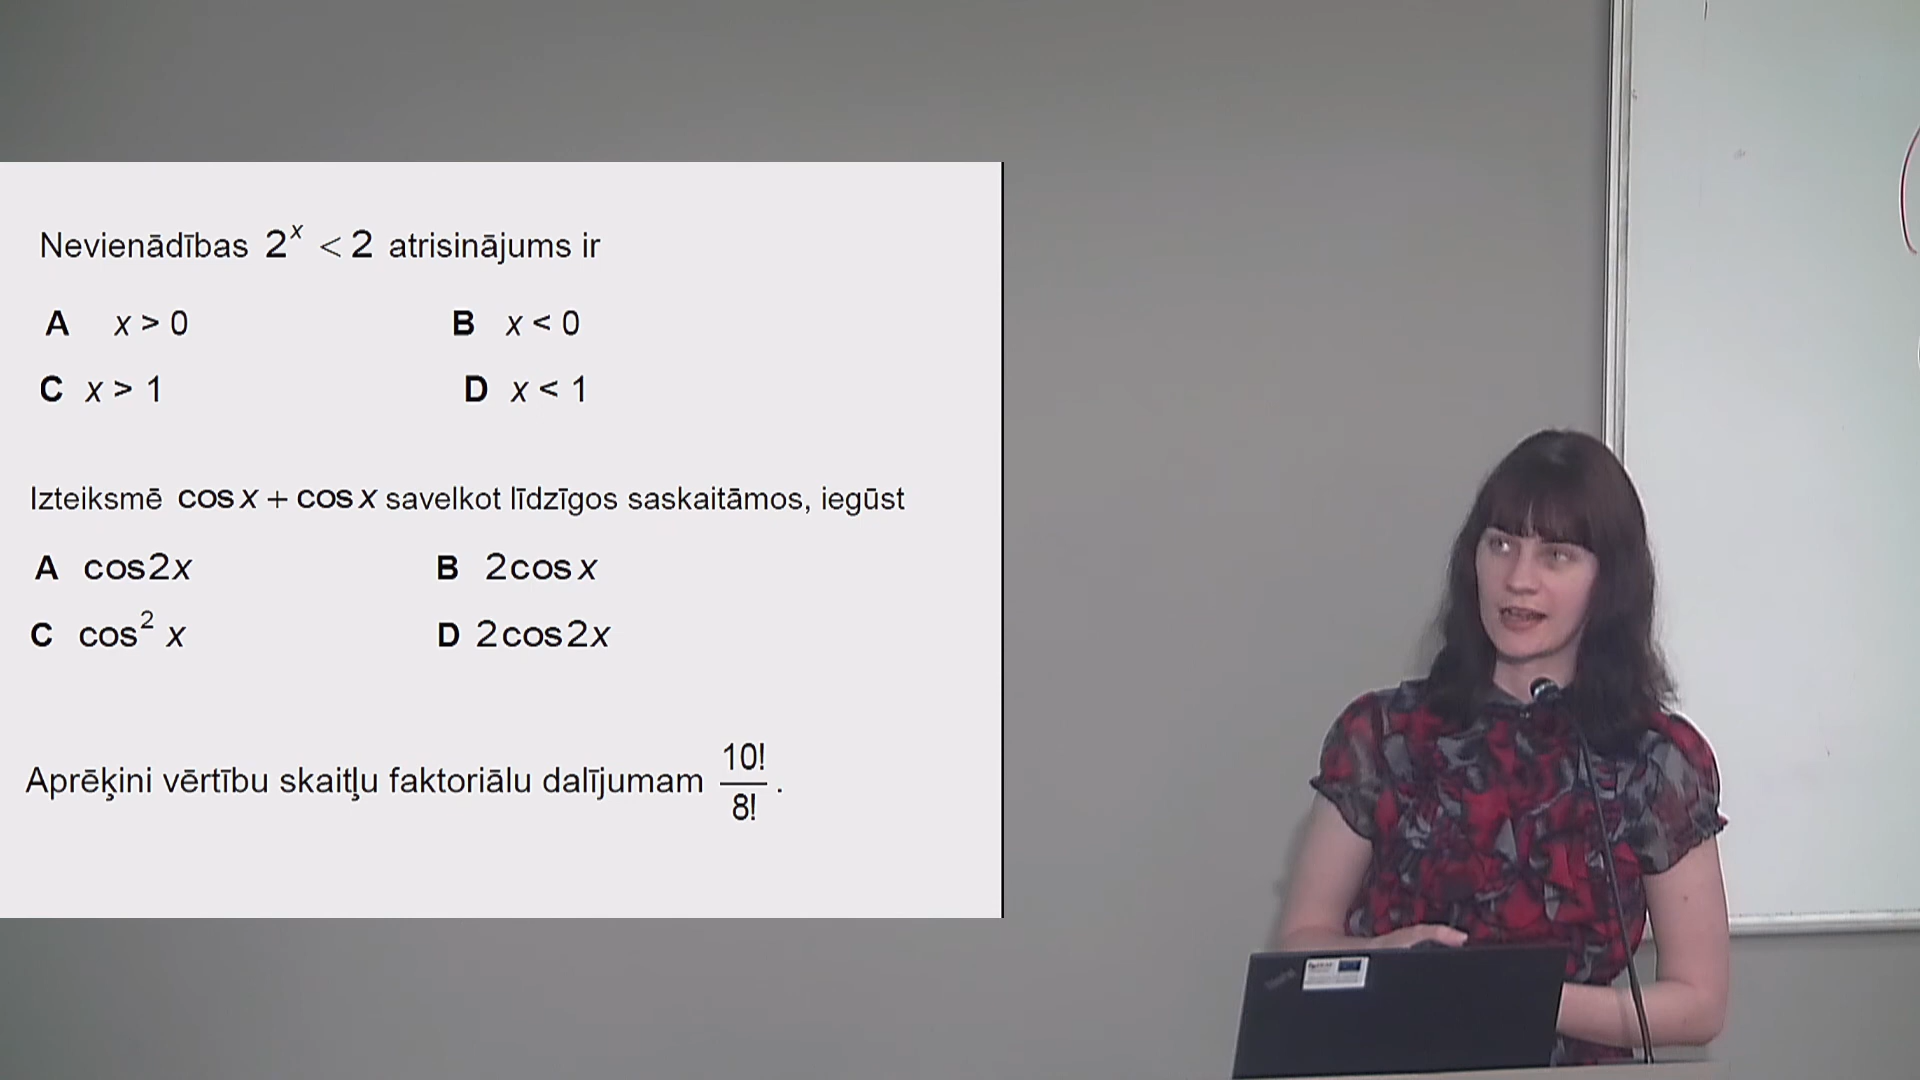 Nevienādības 2ˣ < 2 atrisinājums ir
A x > 0 B x < 0
C x > 1 D x < 1
Izteiksmē cos x + cos x savelkot līdzīgos saskaitāmos, iegūst
A cos2x B 2cos x
C cos² x D 2cos2x
Aprēķini vērtību skaitļu faktoriālu dalījumam 10!/8! .